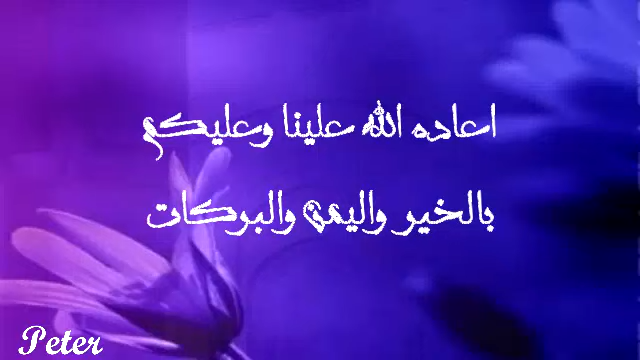 اعاده الله علينا وعليكم
بالخير واليمن والبركات
Peter